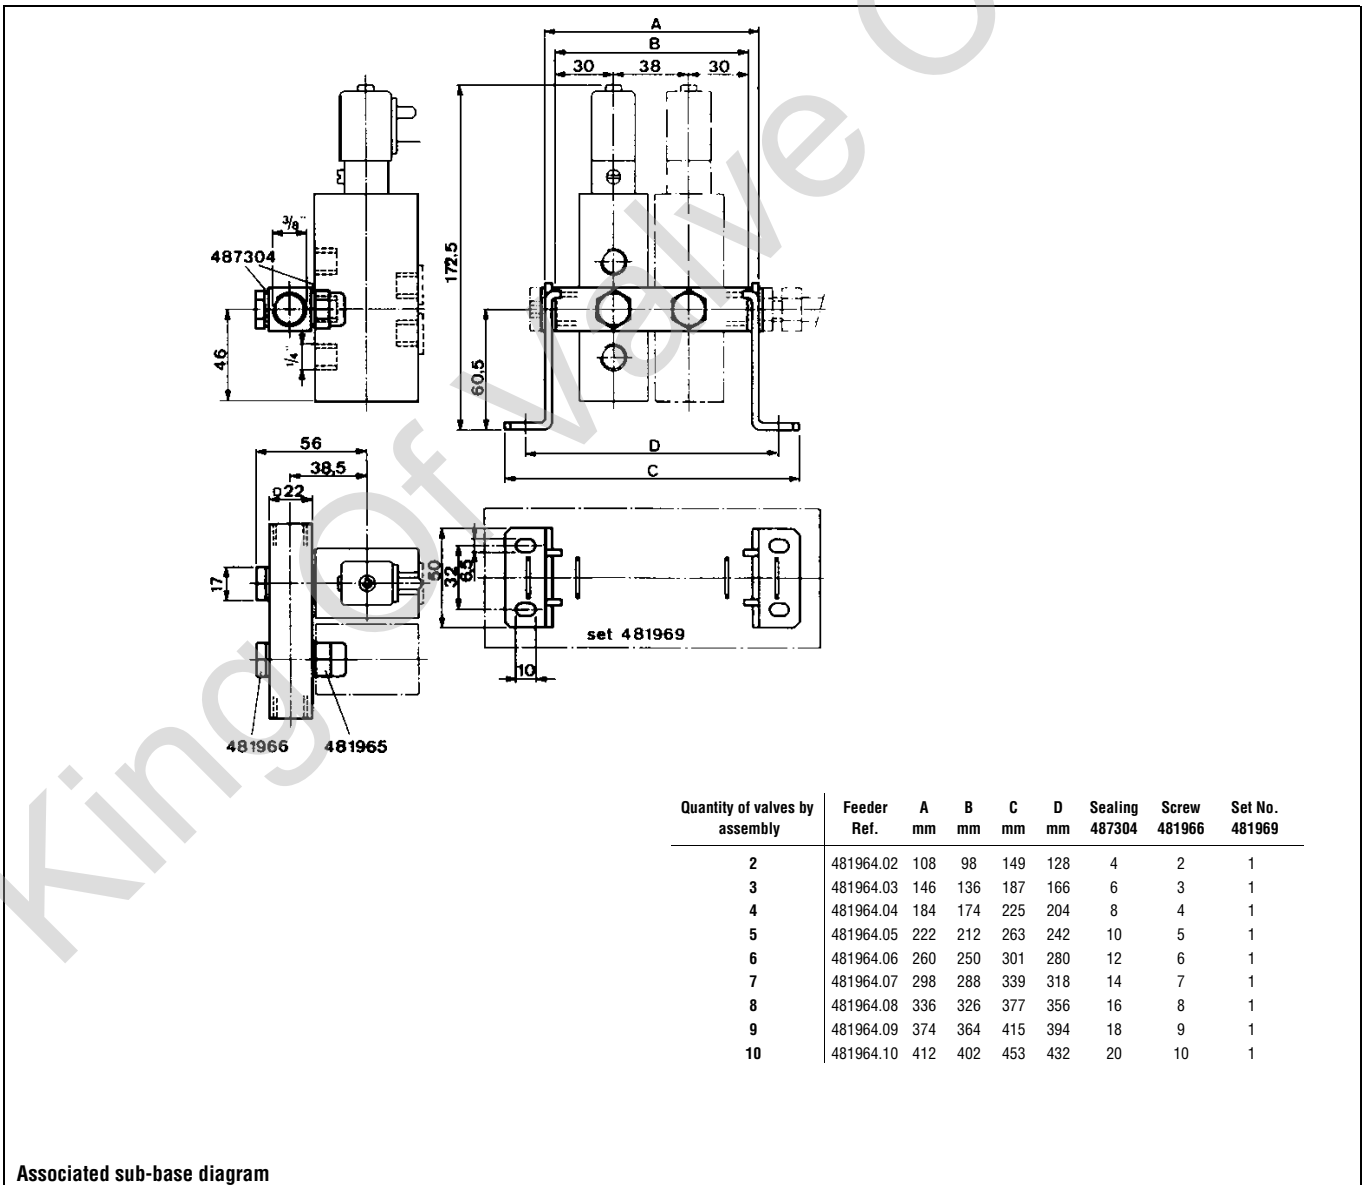 King Of Valve C
A
B
30 38 30
3/8"
487304
172,5
46
1/4"
60,5
D
C
56
38,5
22
17
50
32
6,5
10
set 481969
481966 481965
Quantity of valves by Feeder A B C D Sealing Screw Set No.
assembly Ref. mm mm mm mm 487304 481966 481969
2 481964.02 108 98 149 128 4 2 1
3 481964.03 146 136 187 166 6 3 1
4 481964.04 184 174 225 204 8 4 1
5 481964.05 222 212 263 242 10 5 1
6 481964.06 260 250 301 280 12 6 1
7 481964.07 298 288 339 318 14 7 1
8 481964.08 336 326 377 356 16 8 1
9 481964.09 374 364 415 394 18 9 1
10 481964.10 412 402 453 432 20 10 1
Associated sub-base diagram